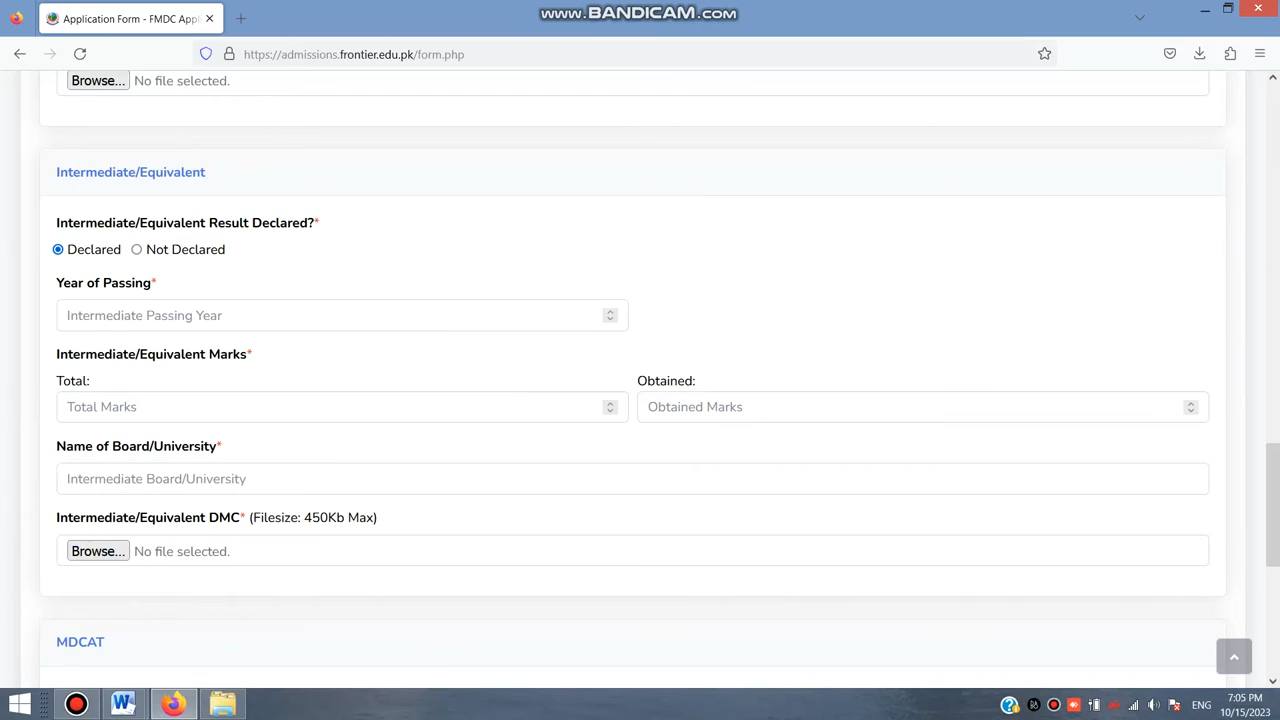 www.BANDICAM.com
Application Form - FMDC Appl
https://admissions.frontier.edu.pk/form.php
Browse... No file selected.
Intermediate/Equivalent
Intermediate/Equivalent Result Declared?*
Declared Not Declared
Year of Passing*
Intermediate Passing Year
Intermediate/Equivalent Marks*
Total: Obtained:
Total Marks Obtained Marks
Name of Board/University*
Intermediate Board/University
Intermediate/Equivalent DMC* (Filesize: 450Kb Max)
Browse... No file selected.
MDCAT
ENG
7:05 PM
10/15/2023